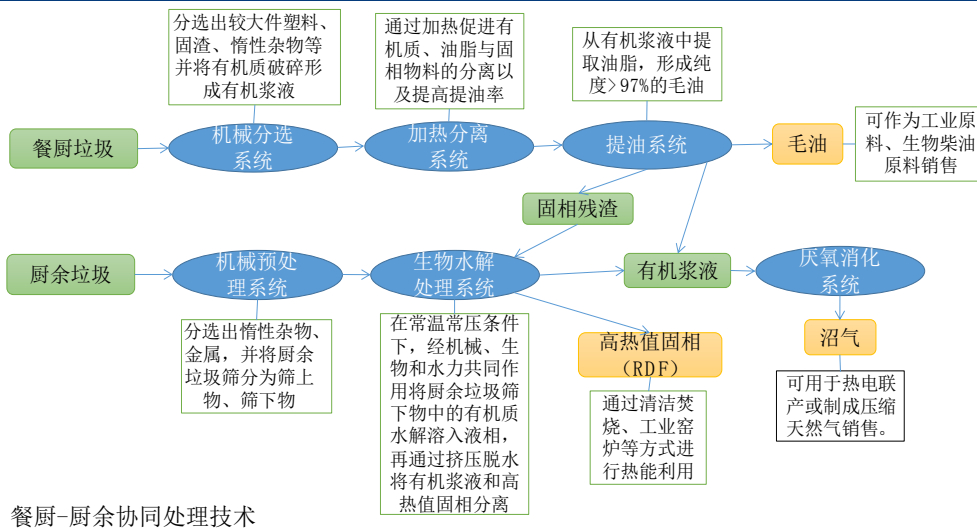 分选出较大件塑料、
固渣、惰性杂物等
并将有机质破碎形
成有机浆液
通过加热促进有
机质、油脂与固
相物料的分离以
及提高提油率
从有机浆液中提
取油脂，形成纯
度>97%的毛油
餐厨垃圾
机械分选
系统
加热分离
系统
提油系统
毛油
可作为工业原
料、生物柴油
原料销售
固相残渣
厨余垃圾
机械预处
理系统
生物水解
处理系统
有机浆液
厌氧消化
系统
分选出惰性杂物、
金属，并将厨余
垃圾筛分为筛上
物、筛下物
在常温常压条件
下，经机械、生
物和水力共同作
用将厨余垃圾筛
下物中的有机质
水解溶入液相，
再通过挤压脱水
将有机浆液和高
热值固相分离
高热值固相
（RDF）
通过清洁焚
烧、工业窑
炉等方式进
行热能利用
沼气
可用于热电联
产或制成压缩
天然气销售。
餐厨-厨余协同处理技术